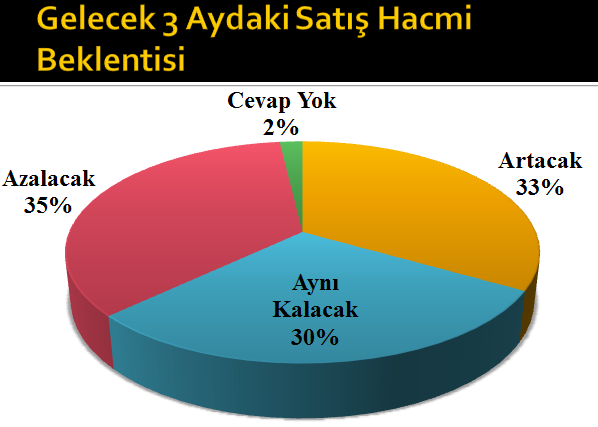 Gelecek 3 Aydaki Satış Hacmi
Beklentisi
Cevap Yok
2%
Artacak
33%
Azalacak
35%
Aynı
Kalacak
30%